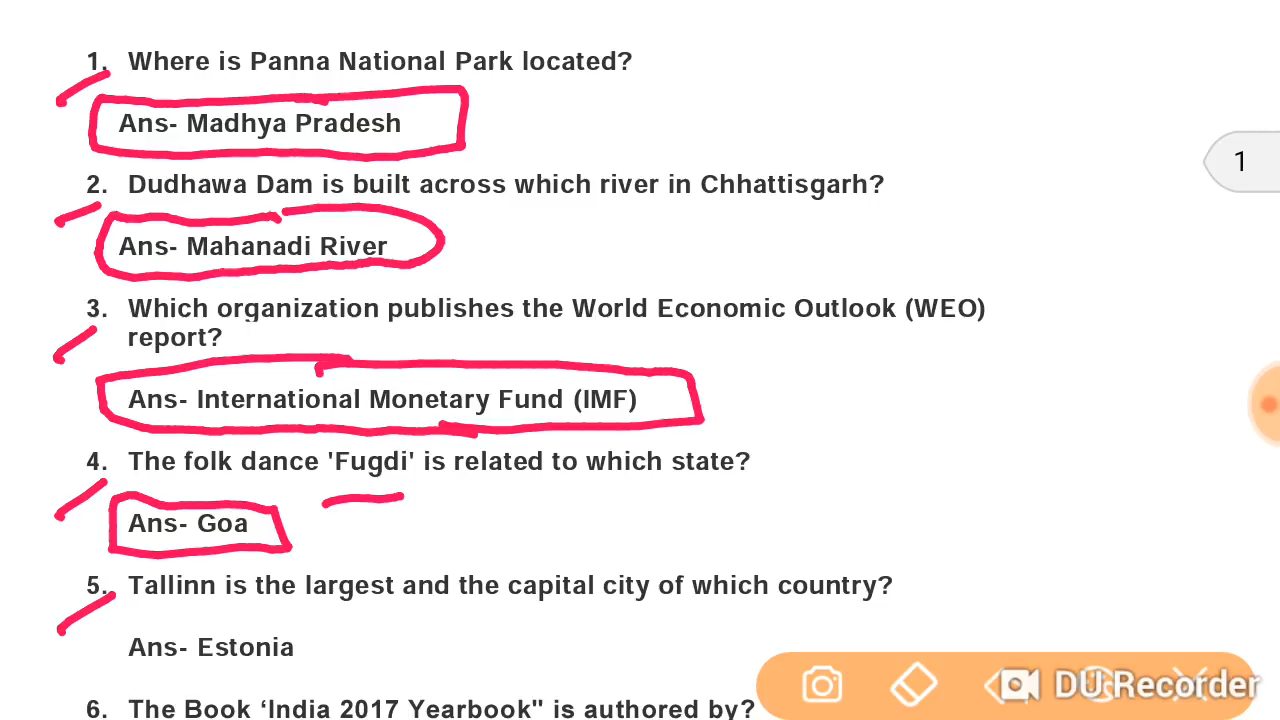 1. Where is Panna National Park located?
Ans- Madhya Pradesh
2. Dudhawa Dam is built across which river in Chhattisgarh?
Ans- Mahanadi River
3. Which organization publishes the World Economic Outlook (WEO)
report?
Ans- International Monetary Fund (IMF)
4. The folk dance 'Fugdi' is related to which state?
Ans- Goa
5. Tallinn is the largest and the capital city of which country?
Ans- Estonia
6. The Book ‘India 2017 Yearbook" is authored by?
1
DU Recorder